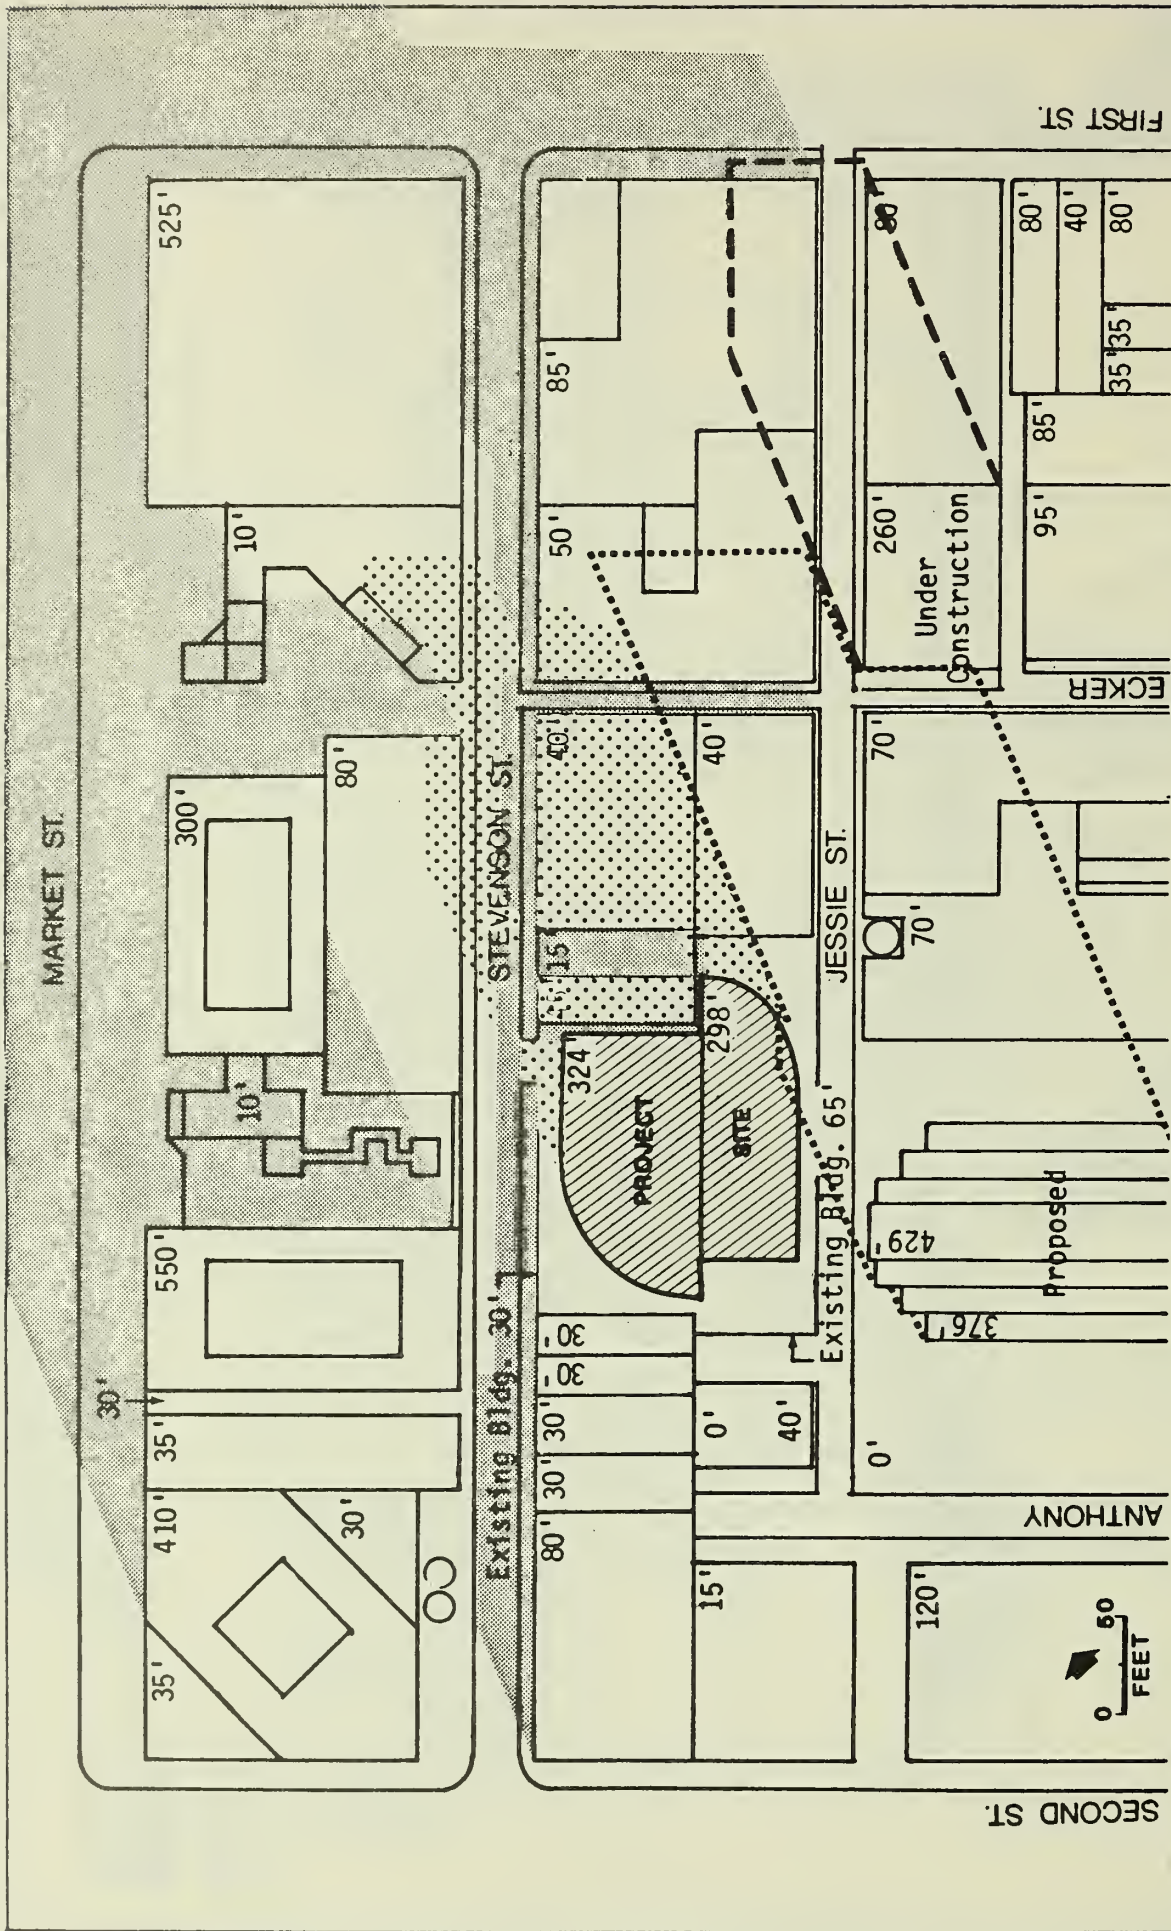 MARKET ST.
525'
10'
300'
80'
10'
550'
30'
35'
410'
30'
35'
STEVENSON ST.
Existing Bldg. 30'
85'
50'
40'
40'
15
324'
298'
PROJECT
SITE
30'
30'
30'
30'
80'
0'
40'
15'
JESSIE ST.
Existing Bldg. 65'
FIRST ST.
80'
260'
Under
Construction
80'
40'
80'
35'
35'
85'
95'
ECKER
70'
70'
429'
376'
Proposed
0'
ANTHONY
120'
0 50
FEET
SECOND ST.